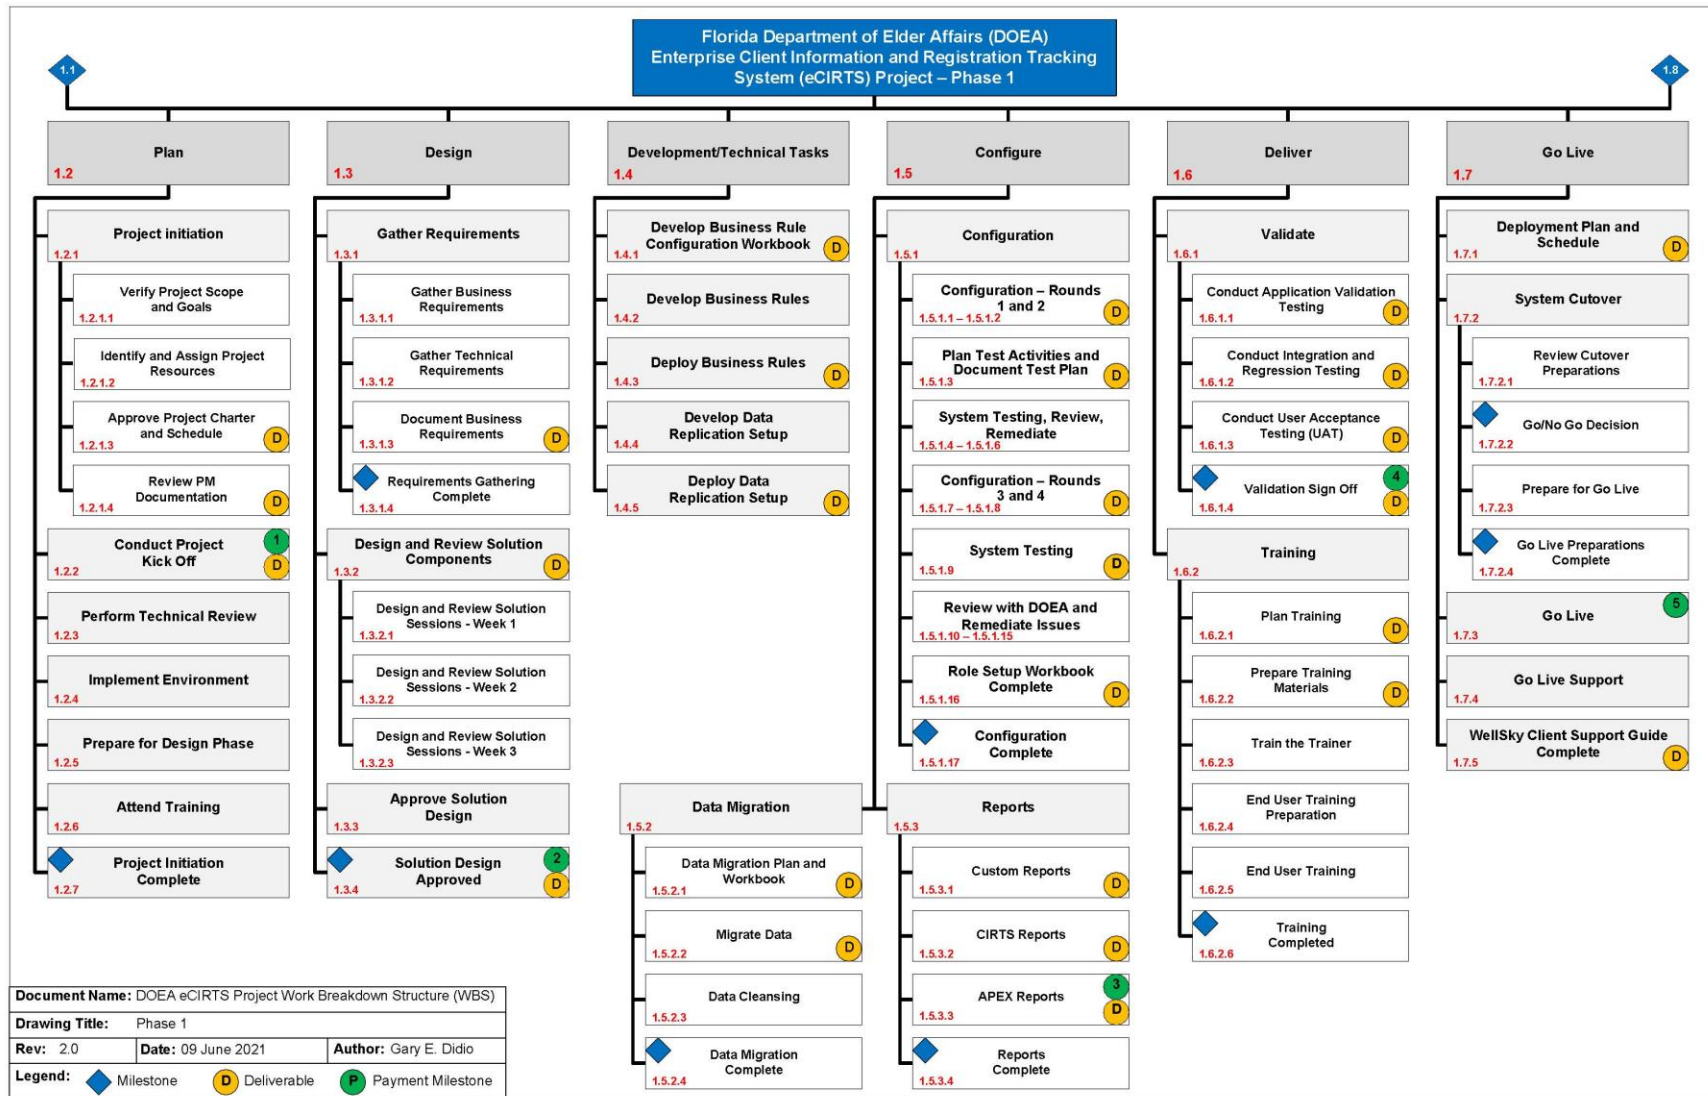 Florida Department of Elder Affairs (DOEA)
Enterprise Client Information and Registration Tracking
System (eCIRTS) Project – Phase 1
1.1
1.8
Plan
1.2
Project initiation
1.2.1
Verify Project Scope
and Goals
1.2.1.1
Identify and Assign Project
Resources
1.2.1.2
Approve Project Charter
and Schedule
1.2.1.3
D
Review PM
Documentation
1.2.1.4
D
Conduct Project
Kick Off
1.2.2
1
D
Perform Technical Review
1.2.3
Implement Environment
1.2.4
Prepare for Design Phase
1.2.5
Attend Training
1.2.6
Project Initiation
Complete
1.2.7
Design
1.3
Gather Requirements
1.3.1
Gather Business
Requirements
1.3.1.1
Gather Technical
Requirements
1.3.1.2
Document Business
Requirements
1.3.1.3
D
Requirements Gathering
Complete
1.3.1.4
Design and Review Solution
Components
1.3.2
D
Design and Review Solution
Sessions - Week 1
1.3.2.1
Design and Review Solution
Sessions - Week 2
1.3.2.2
Design and Review Solution
Sessions - Week 3
1.3.2.3
Approve Solution
Design
1.3.3
Solution Design
Approved
1.3.4
2
D
Development/Technical Tasks
1.4
Develop Business Rule
Configuration Workbook
1.4.1
D
Develop Business Rules
1.4.2
Deploy Business Rules
1.4.3
D
Develop Data
Replication Setup
1.4.4
Deploy Data
Replication Setup
1.4.5
D
Configure
1.5
Configuration
1.5.1
Configuration – Rounds
1 and 2
1.5.1.1 – 1.5.1.2
D
Plan Test Activities and
Document Test Plan
1.5.1.3
D
System Testing, Review,
Remediate
1.5.1.4 – 1.5.1.6
Configuration – Rounds
3 and 4
1.5.1.7 – 1.5.1.8
D
System Testing
1.5.1.9
D
Review with DOEA and
Remediate Issues
1.5.1.10 – 1.5.1.15
Role Setup Workbook
Complete
1.5.1.16
D
Configuration
Complete
1.5.1.17
Data Migration
1.5.2
Data Migration Plan and
Workbook
1.5.2.1
D
Migrate Data
1.5.2.2
D
Data Cleansing
1.5.2.3
Data Migration
Complete
1.5.2.4
Reports
1.5.3
Custom Reports
1.5.3.1
D
CIRTS Reports
1.5.3.2
D
APEX Reports
1.5.3.3
3
D
Reports
Complete
1.5.3.4
Deliver
1.6
Validate
1.6.1
Conduct Application Validation
Testing
1.6.1.1
D
Conduct Integration and
Regression Testing
1.6.1.2
D
Conduct User Acceptance
Testing (UAT)
1.6.1.3
D
Validation Sign Off
1.6.1.4
4
D
Training
1.6.2
Plan Training
1.6.2.1
D
Prepare Training
Materials
1.6.2.2
D
Train the Trainer
1.6.2.3
End User Training
Preparation
1.6.2.4
End User Training
1.6.2.5
Training
Completed
1.6.2.6
Go Live
1.7
Deployment Plan and
Schedule
1.7.1
D
System Cutover
1.7.2
Review Cutover
Preparations
1.7.2.1
Go/No Go Decision
1.7.2.2
Prepare for Go Live
1.7.2.3
Go Live Preparations
Complete
1.7.2.4
Go Live
1.7.3
5
Go Live Support
1.7.4
WellSky Client Support Guide
Complete
1.7.5
D
Document Name: DOEA eCIRTS Project Work Breakdown Structure (WBS)
Drawing Title: Phase 1
Rev: 2.0 Date: 09 June 2021 Author: Gary E. Didio
Legend: Milestone D Deliverable P Payment Milestone